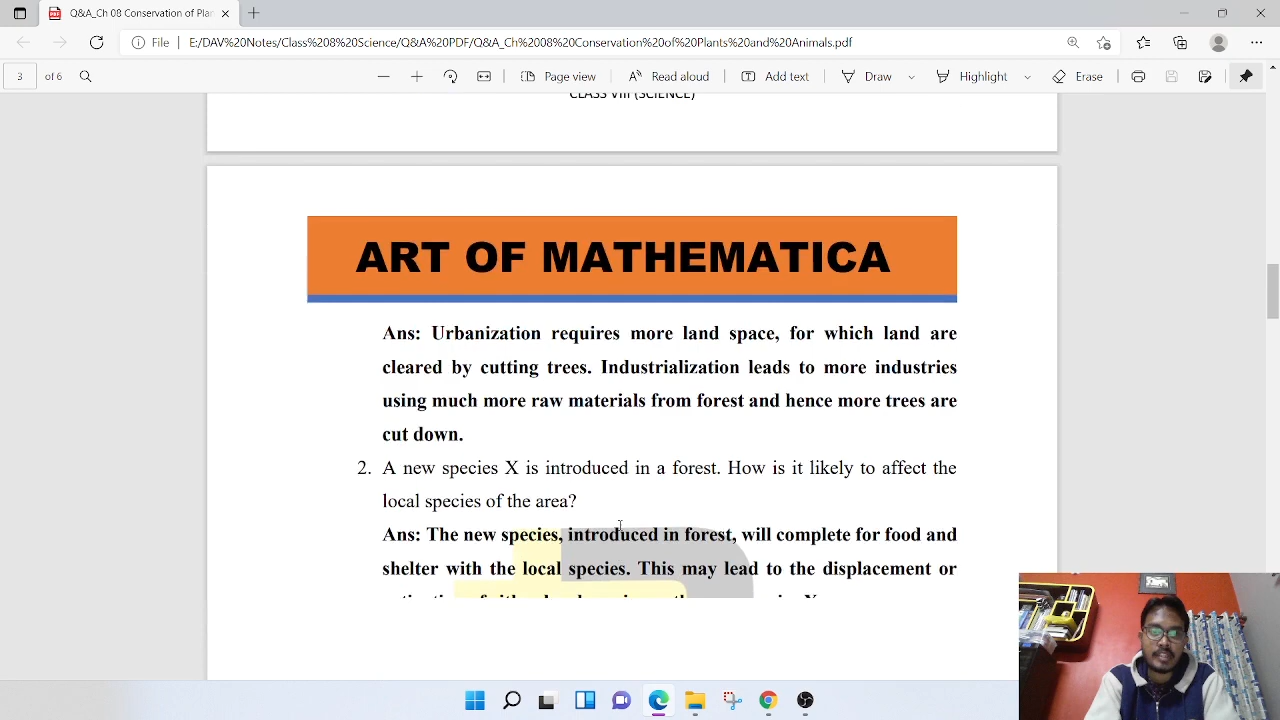 Q&A_Ch 08 Conservation of Plan
File
E:/DAV%20Notes/Class%208%20Science/Q&A%20PDF/Q&A_Ch%2008%20Conservation%20of%20Plants%20and%20Animals.pdf
3 of 6
Page view
Read aloud
Add text
Draw
Highlight
Erase
CLASS VIII (SCIENCE)
ART OF MATHEMATICA
Ans: Urbanization requires more land space, for which land are
cleared by cutting trees. Industrialization leads to more industries
using much more raw materials from forest and hence more trees are
cut down.
2. A new species X is introduced in a forest. How is it likely to affect the
local species of the area?
Ans: The new species, introduced in forest, will complete for food and
shelter with the local species. This may lead to the displacement or